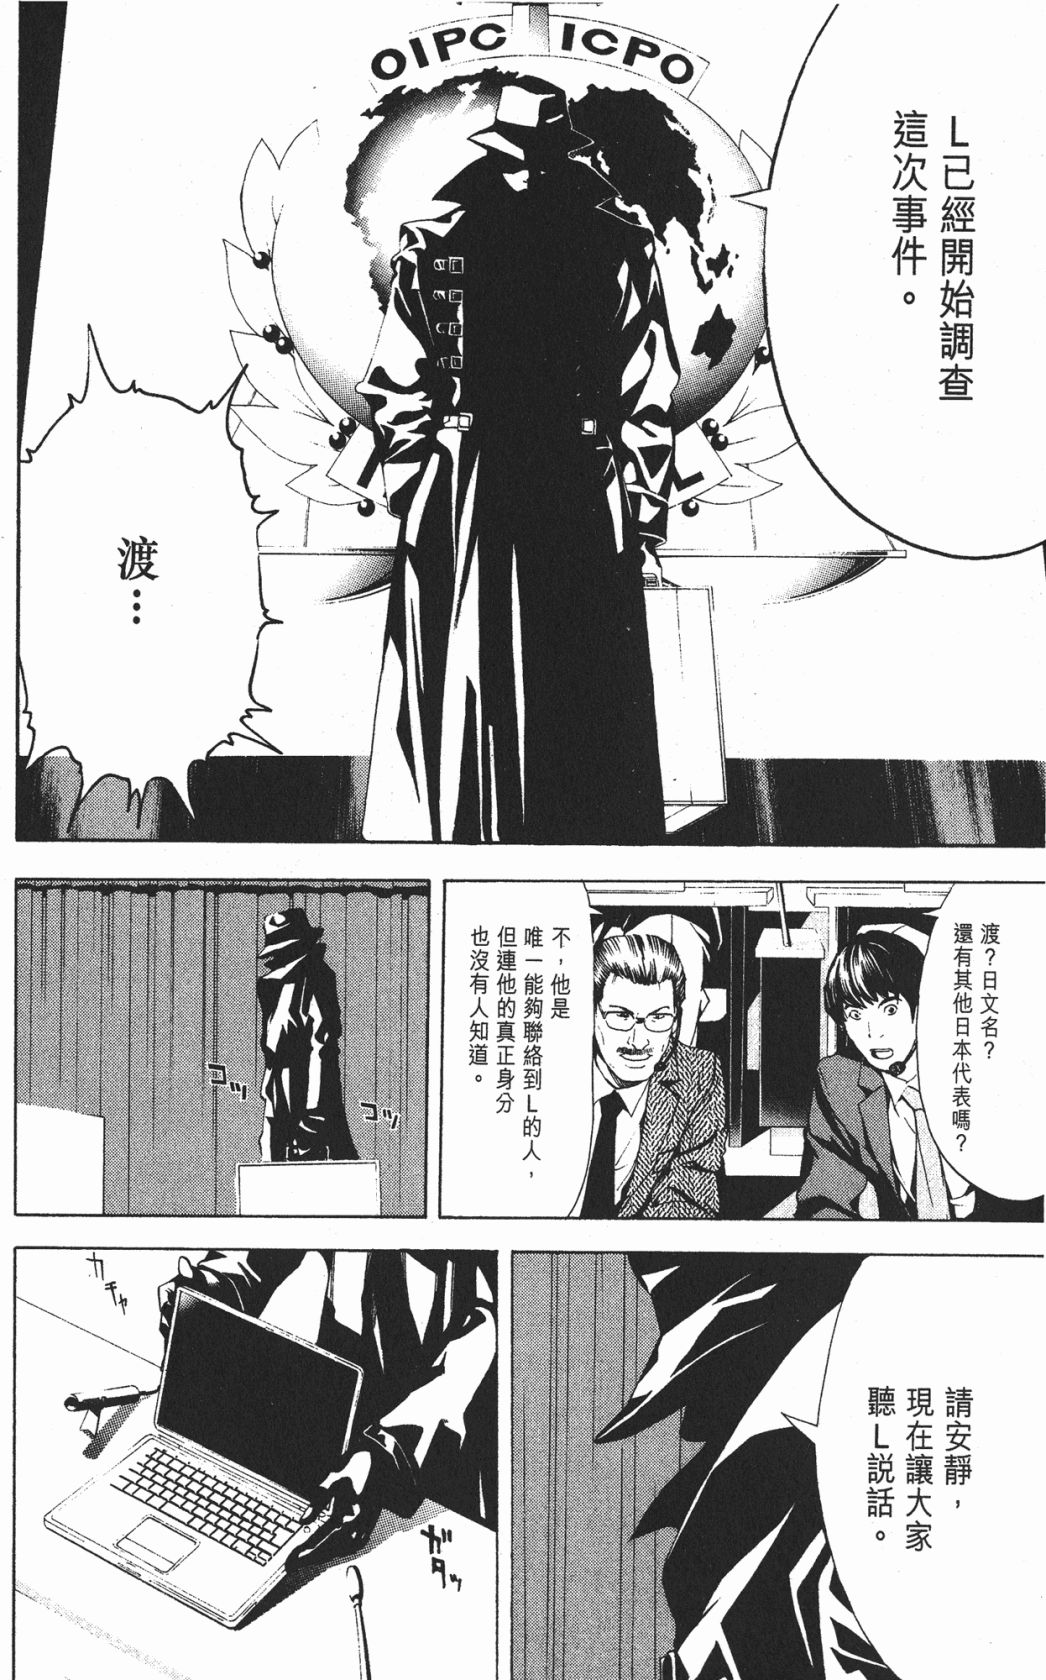 OIPC ICPO
L已經開始調查
這次事件。
渡…
渡?日文名?
還有其他日本代表嗎?
不,他是
唯一能夠聯絡到L的人,
但連他的真正身分
也沒有人知道。
コツ
コツ
請安靜,
現在讓大家
聽L説話。
カチャ
ガタッ